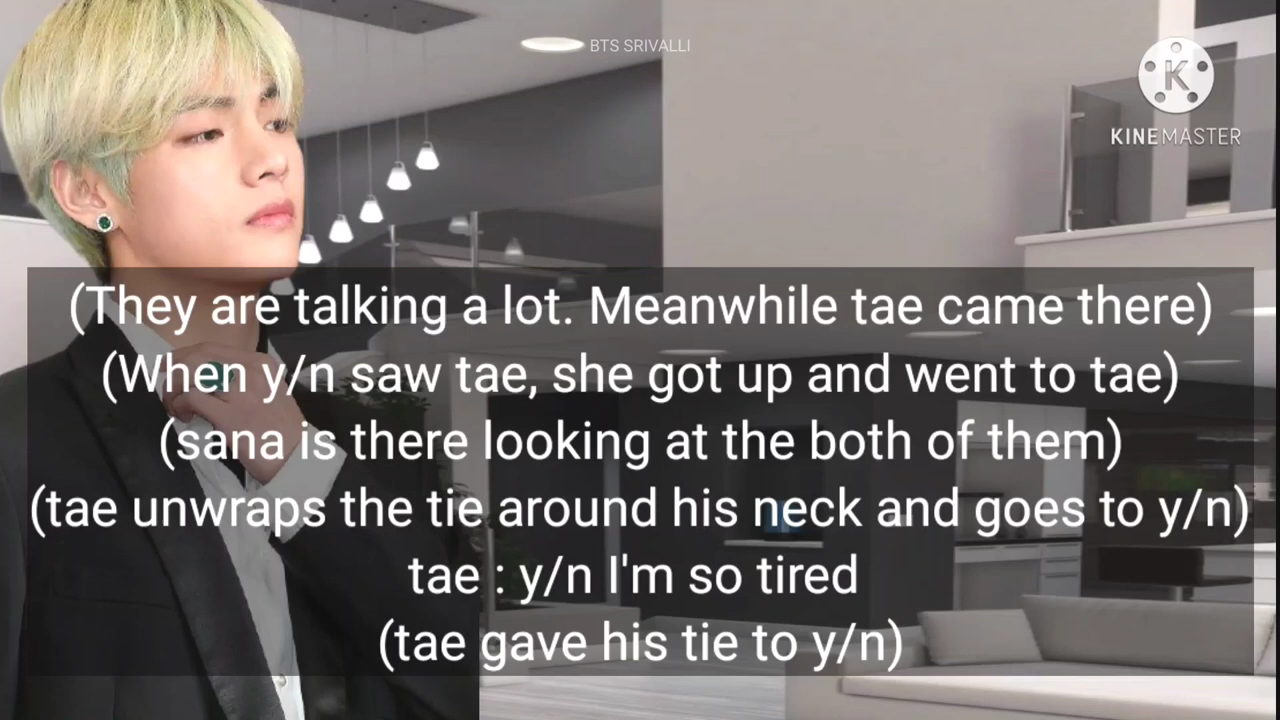 BTS SRIVALLI
K
KINEMASTER
(They are talking a lot. Meanwhile tae came there)
(When y/n saw tae, she got up and went to tae)
(sana is there looking at the both of them)
(tae unwraps the tie around his neck and goes to y/n)
tae : y/n I'm so tired
(tae gave his tie to y/n)